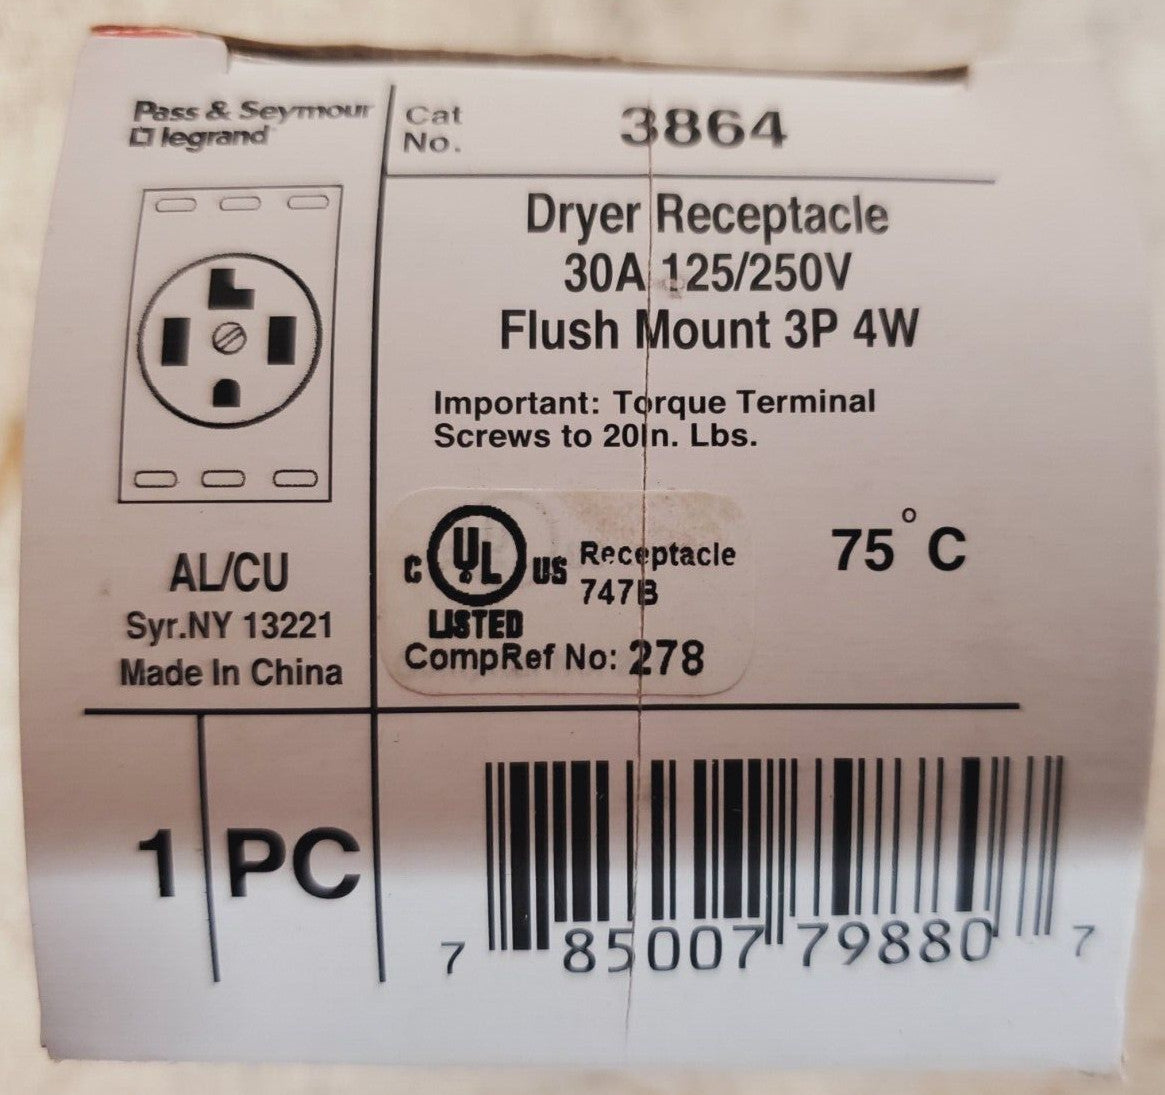 Pass & Seymour
legrand
Cat
No.
3864
Dryer Receptacle
30A 125/250V
Flush Mount 3P 4W
Important: Torque Terminal
Screws to 20In. Lbs.
AL/CU
Syr.NY 13221
Made In China
C UL US
LISTED
Receptacle
747B
CompRef No: 278
75°C
1 PC
7 85007 79880 7